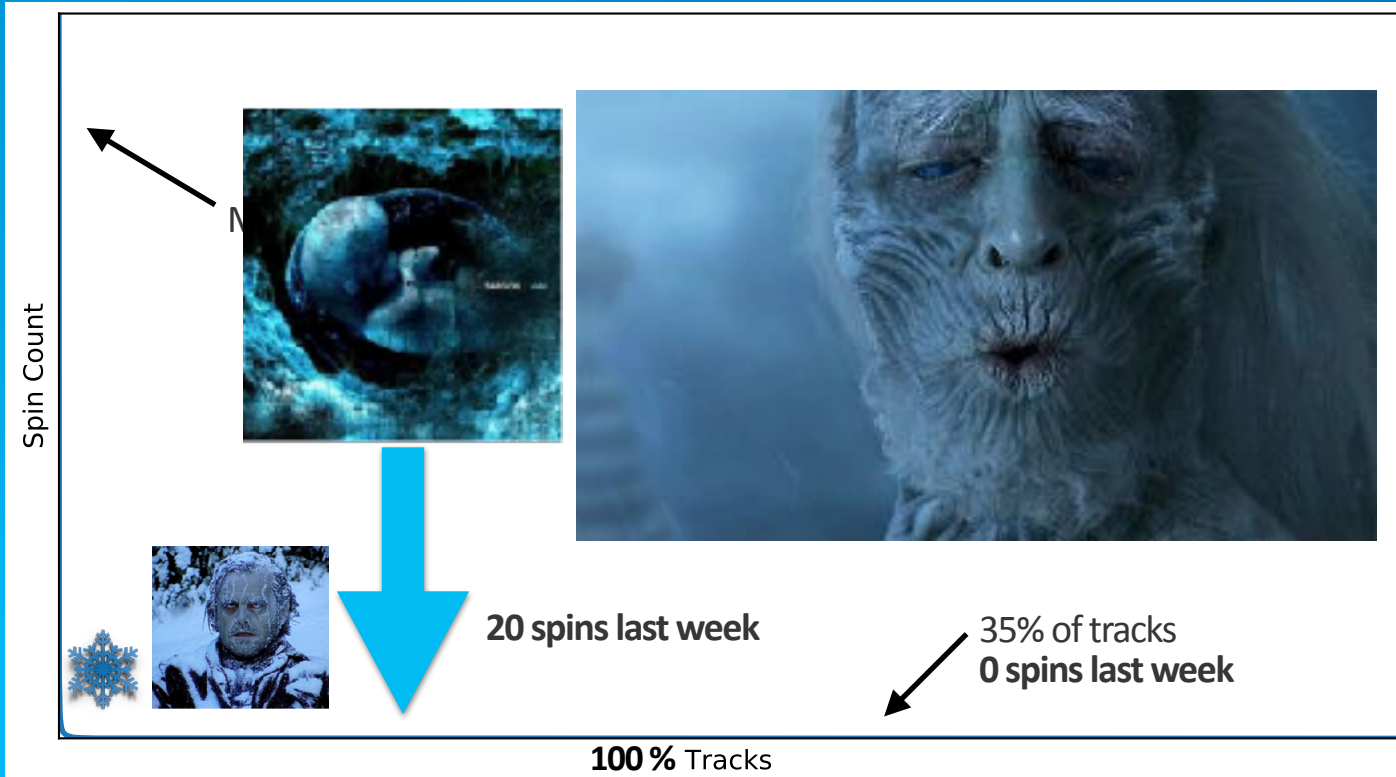 N
Spin Count
20 spins last week
35% of tracks
0 spins last week
100 % Tracks